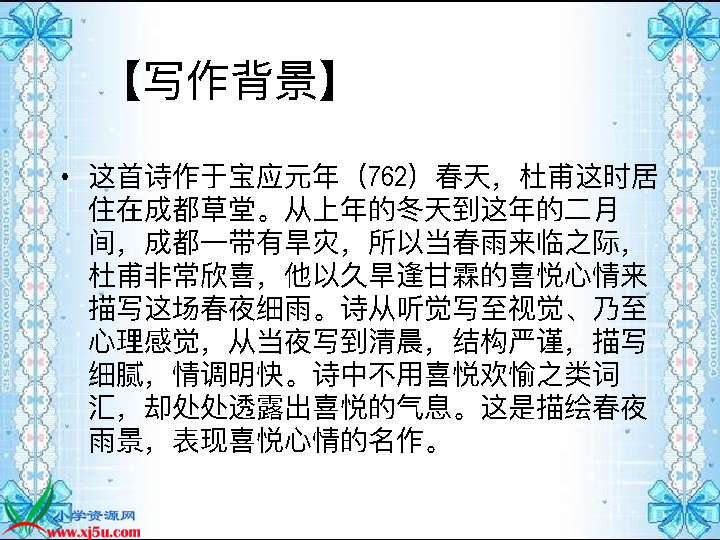 【写作背景】
• 这首诗作于宝应元年（762）春天，杜甫这时居
住在成都草堂。从上年的冬天到这年的二月
间，成都一带有旱灾，所以当春雨来临之际，
杜甫非常欣喜，他以久旱逢甘霖的喜悦心情来
描写这场春夜细雨。诗从听觉写至视觉、乃至
心理感觉，从当夜写到清晨，结构严谨，描写
细腻，情调明快。诗中不用喜悦欢愉之类词
汇，却处处透露出喜悦的气息。这是描绘春夜
雨景，表现喜悦心情的名作。
小学资源网
www.xj5u.com